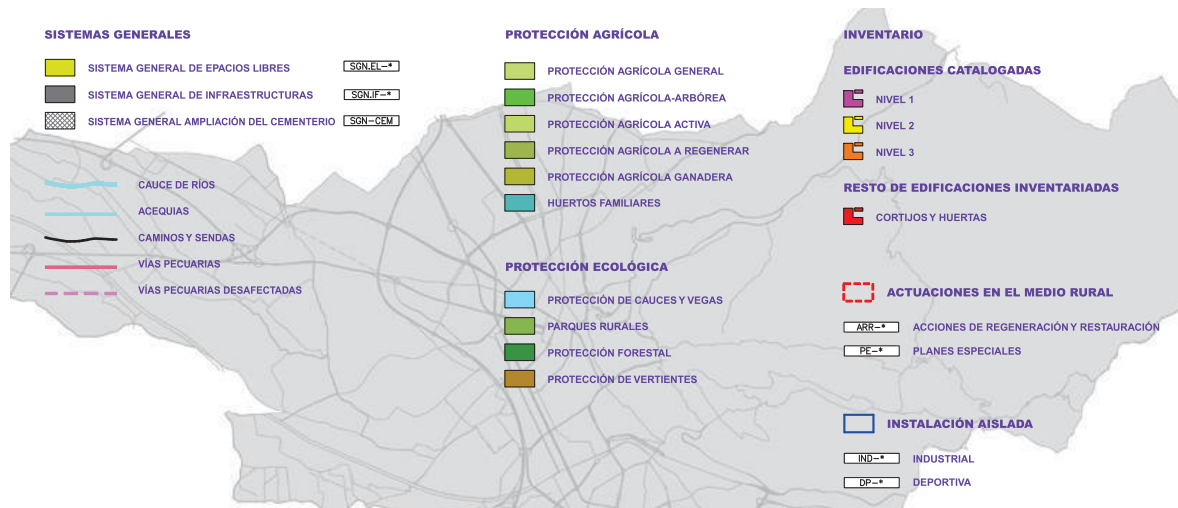 SISTEMAS GENERALES
SISTEMA GENERAL DE EPACIOS LIBRES SGN.EL-*
SISTEMA GENERAL DE INFRAESTRUCTURAS SGN.IF-*
SISTEMA GENERAL AMPLIACIÓN DEL CEMENTERIO SGN-CEM
CAUCE DE RÍOS
ACEQUIAS
CAMINOS Y SENDAS
VÍAS PECUARIAS
VÍAS PECUARIAS DESAFECTADAS
PROTECCIÓN AGRÍCOLA
PROTECCIÓN AGRÍCOLA GENERAL
PROTECCIÓN AGRÍCOLA-ARBÓREA
PROTECCIÓN AGRÍCOLA ACTIVA
PROTECCIÓN AGRÍCOLA A REGENERAR
PROTECCIÓN AGRÍCOLA GANADERA
HUERTOS FAMILIARES
PROTECCIÓN ECOLÓGICA
PROTECCIÓN DE CAUCES Y VEGAS
PARQUES RURALES
PROTECCIÓN FORESTAL
PROTECCIÓN DE VERTIENTES
INVENTARIO
EDIFICACIONES CATALOGADAS
NIVEL 1
NIVEL 2
NIVEL 3
RESTO DE EDIFICACIONES INVENTARIADAS
CORTIJOS Y HUERTAS
ACTUACIONES EN EL MEDIO RURAL
ARR-* ACCIONES DE REGENERACIÓN Y RESTAURACIÓN
PE-* PLANES ESPECIALES
INSTALACIÓN AISLADA
IND-* INDUSTRIAL
DP-* DEPORTIVA